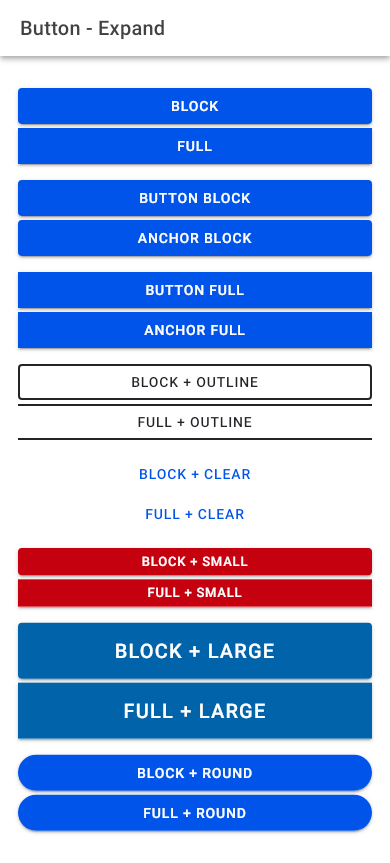 Button - Expand
BLOCK
FULL
BUTTON BLOCK
ANCHOR BLOCK
BUTTON FULL
ANCHOR FULL
BLOCK + OUTLINE
FULL + OUTLINE
BLOCK + CLEAR
FULL + CLEAR
BLOCK + SMALL
FULL + SMALL
BLOCK + LARGE
FULL + LARGE
BLOCK + ROUND
FULL + ROUND